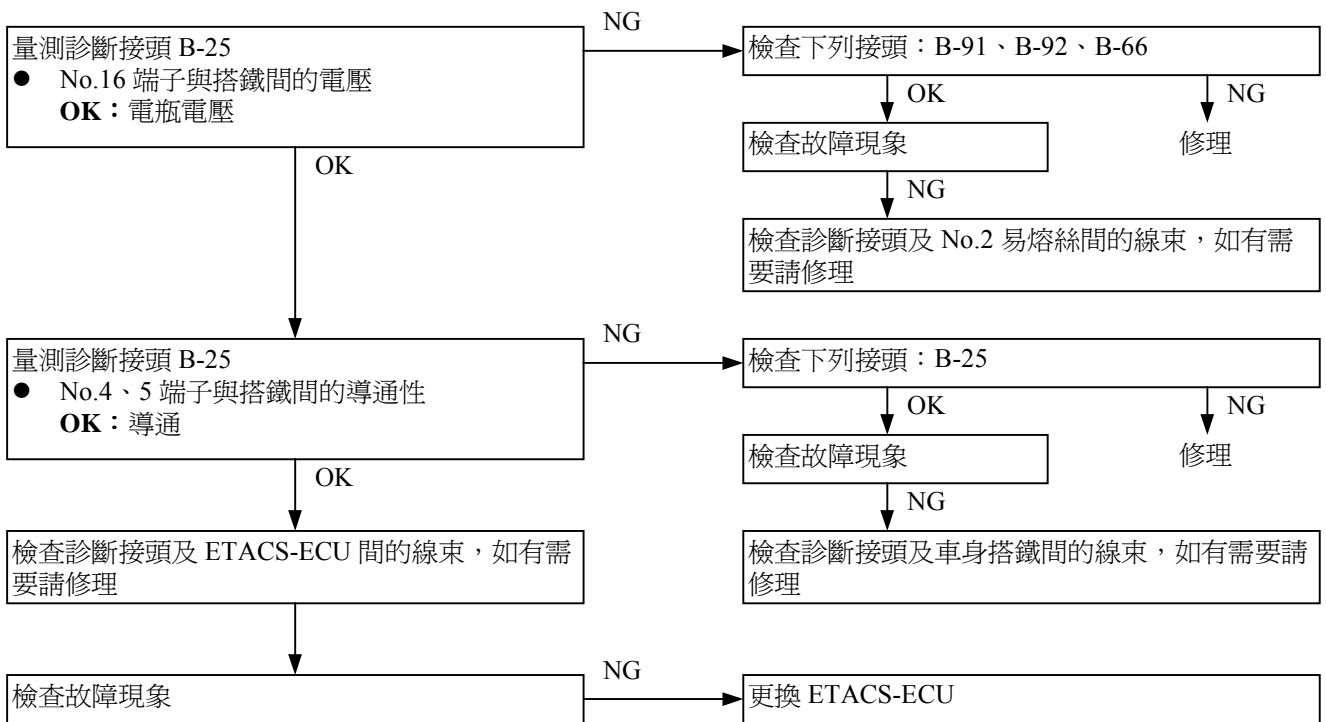 NG
量測診斷接頭 B-25
● No.16 端子與搭鐵間的電壓
OK：電瓶電壓
檢查下列接頭：B-91、B-92、B-66
OK
NG
檢查故障現象
修理
OK
NG
檢查診斷接頭及 No.2 易熔絲間的線束，如有需
要請修理
NG
量測診斷接頭 B-25
● No.4、5 端子與搭鐵間的導通性
OK：導通
檢查下列接頭：B-25
OK
NG
檢查故障現象
修理
OK
NG
檢查診斷接頭及 ETACS-ECU 間的線束，如有需
要請修理
檢查診斷接頭及車身搭鐵間的線束，如有需要請
修理
NG
檢查故障現象
更換 ETACS-ECU